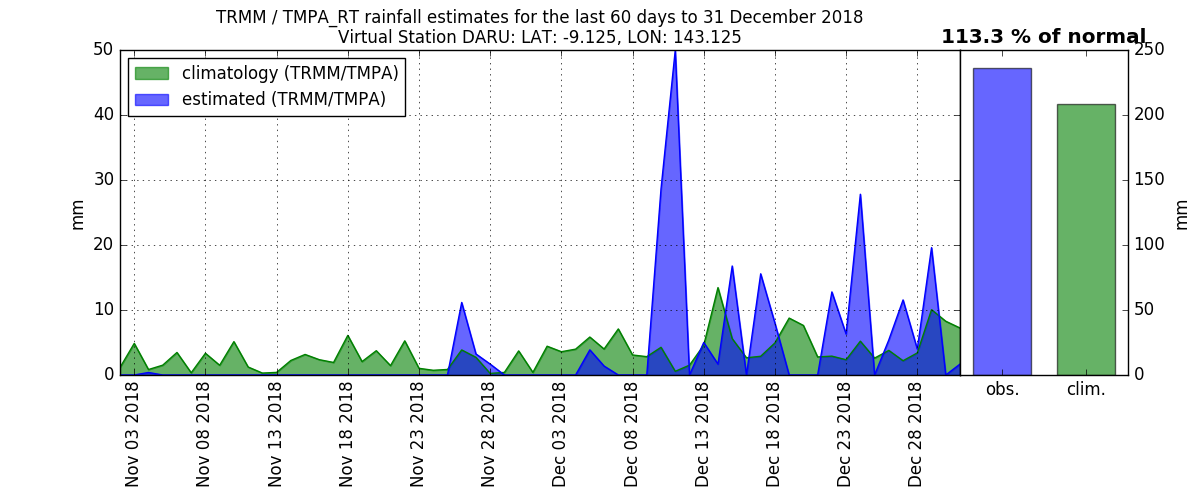 TRMM / TMPA_RT rainfall estimates for the last 60 days to 31 December 2018
Virtual Station DARU: LAT: -9.125, LON: 143.125
113.3 % of normal
climatology (TRMM/TMPA)
estimated (TRMM/TMPA)
50
40
30
20
10
0
mm
Nov 03 2018
Nov 08 2018
Nov 13 2018
Nov 18 2018
Nov 23 2018
Nov 28 2018
Dec 03 2018
Dec 08 2018
Dec 13 2018
Dec 18 2018
Dec 23 2018
Dec 28 2018
obs.
clim.
250
200
150
100
50
0
mm